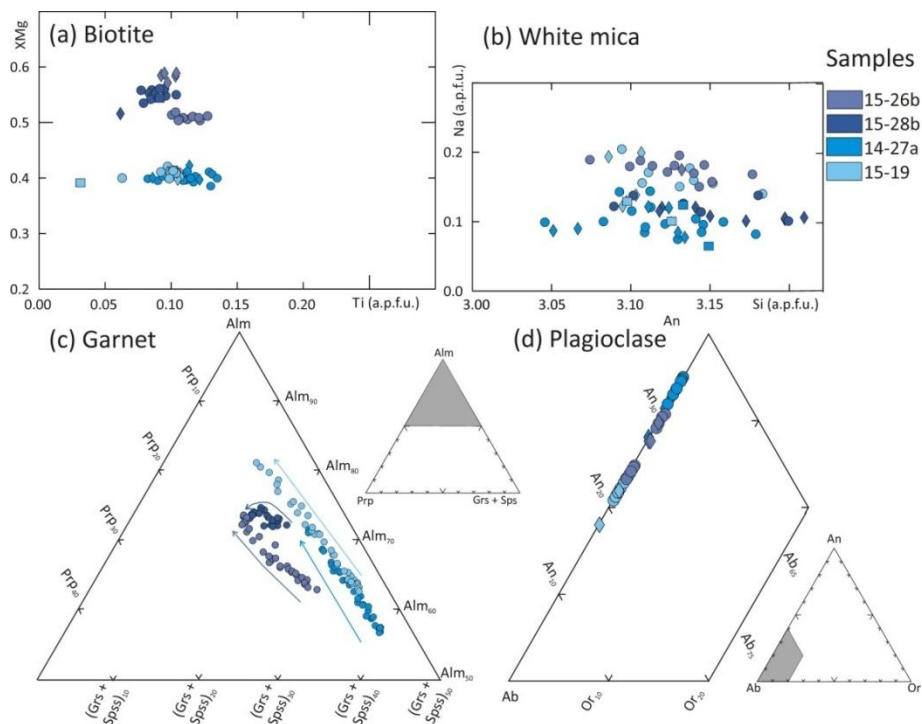 (a) Biotite
XMg
0.6
0.5
0.4
0.3
0.2
0.00
0.05
0.10
0.15
0.20
Ti (a.p.f.u.)
(b) White mica
Na (a.p.f.u.)
0.2
0.1
0.0
3.00
3.05
3.10
3.15
Si (a.p.f.u.)
Samples
15-26b
15-28b
14-27a
15-19
(c) Garnet
Alm
Prp10
Prp20
Prp30
Prp40
Alm90
Alm80
Alm70
Alm60
Alm50
(Grs +
Spss)10
(Grs +
Spss)20
(Grs +
Spss)30
(Grs +
Spss)40
(Grs +
Spss)50
Alm
Prp
Grs + Sps
(d) Plagioclase
An
An30
An20
An10
Ab
Or10
Or20
Ab65
Ab75
An
Ab
Or